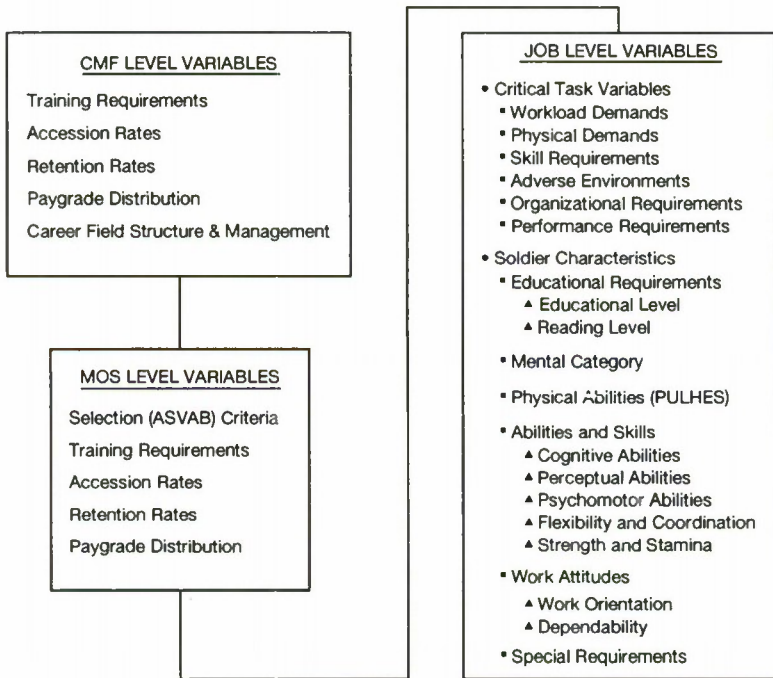 CMF LEVEL VARIABLES
Training Requirements
Accession Rates
Retention Rates
Paygrade Distribution
Career Field Structure & Management
MOS LEVEL VARIABLES
Selection (ASVAB) Criteria
Training Requirements
Accession Rates
Retention Rates
Paygrade Distribution
JOB LEVEL VARIABLES
• Critical Task Variables
▪ Workload Demands
▪ Physical Demands
▪ Skill Requirements
▪ Adverse Environments
▪ Organizational Requirements
▪ Performance Requirements
• Soldier Characteristics
▪ Educational Requirements
▲ Educational Level
▲ Reading Level
▪ Mental Category
▪ Physical Abilities (PULHES)
▪ Abilities and Skills
▲ Cognitive Abilities
▲ Perceptual Abilities
▲ Psychomotor Abilities
▲ Flexibility and Coordination
▲ Strength and Stamina
▪ Work Attitudes
▲ Work Orientation
▲ Dependability
▪ Special Requirements